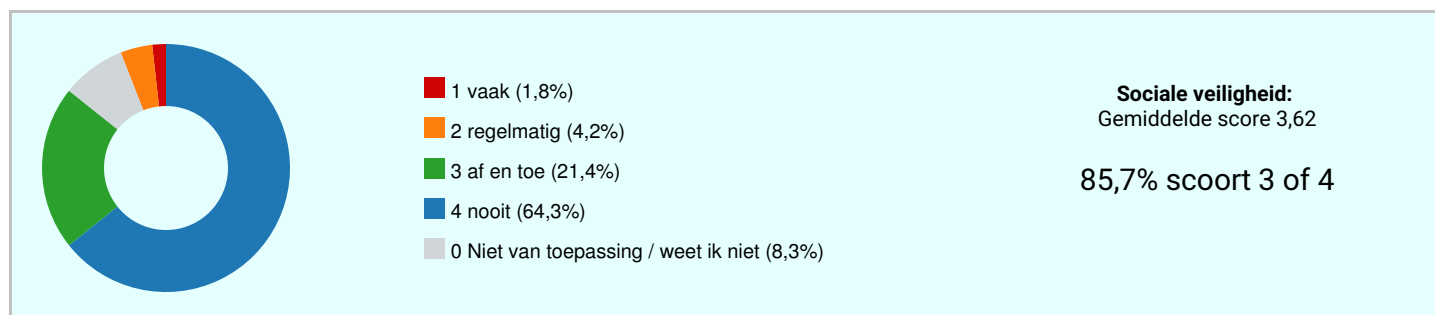 1 vaak (1,8%)
2 regelmatig (4,2%)
3 af en toe (21,4%)
4 nooit (64,3%)
0 Niet van toepassing / weet ik niet (8,3%)
Sociale veiligheid:
Gemiddelde score 3,62
85,7% scoort 3 of 4